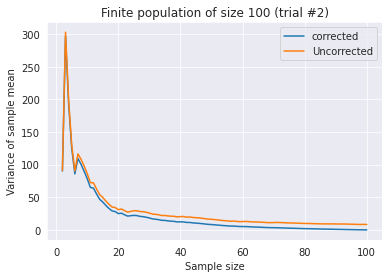 Finite population of size 100 (trial #2)
corrected
Uncorrected
Variance of sample mean
300
250
200
150
100
50
0
0 20 40 60 80 100
Sample size